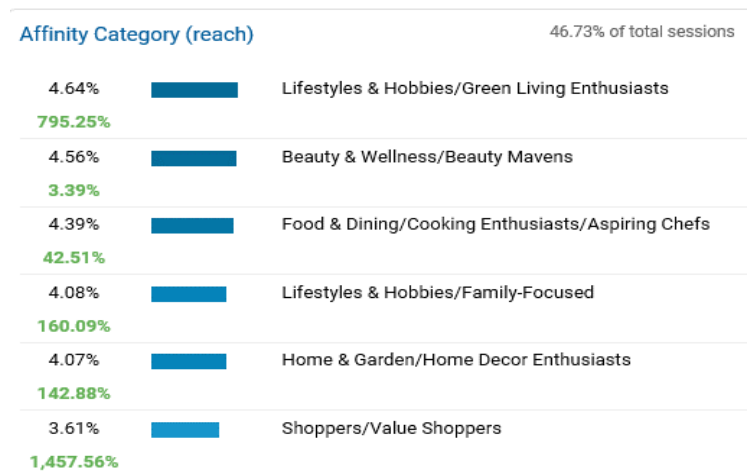 Affinity Category (reach) 46.73% of total sessions
4.64% Lifestyles & Hobbies/Green Living Enthusiasts
795.25%
4.56% Beauty & Wellness/Beauty Mavens
3.39%
4.39% Food & Dining/Cooking Enthusiasts/Aspiring Chefs
42.51%
4.08% Lifestyles & Hobbies/Family-Focused
160.09%
4.07% Home & Garden/Home Decor Enthusiasts
142.88%
3.61% Shoppers/Value Shoppers
1,457.56%